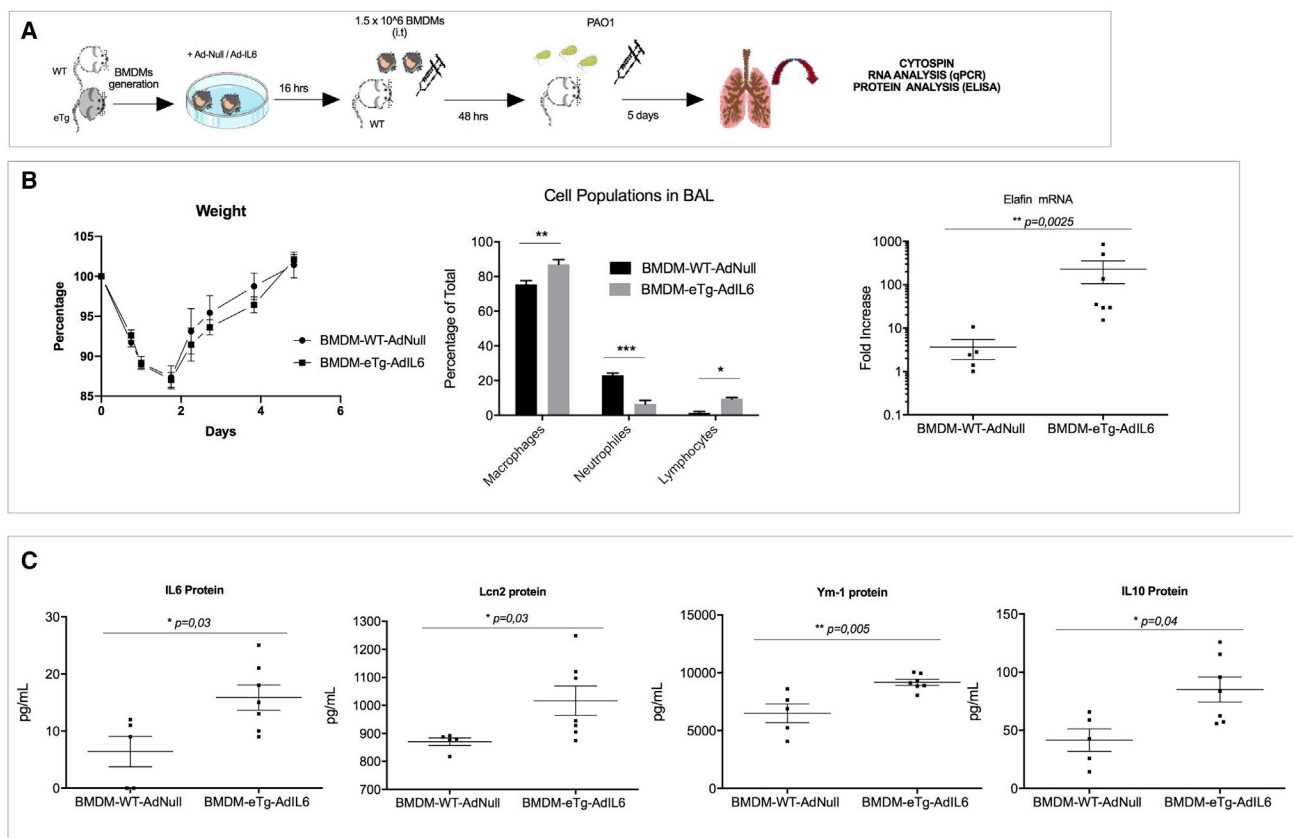 A
WT
eTg
BMDMs
generation
+ Ad-Null / Ad-IL6
16 hrs
1.5 x 10^6 BMDMs
(i.t)
WT
48 hrs
PAO1
5 days
CYTOSPIN
RNA ANALYSIS (qPCR)
PROTEIN ANALYSIS (ELISA)
B
Weight
105
100
95
90
85
Percentage
0
2
4
6
Days
BMDM-WT-AdNull
BMDM-eTg-AdIL6
Cell Populations in BAL
100
80
60
40
20
0
Percentage of Total
**
***
*
BMDM-WT-AdNull
BMDM-eTg-AdIL6
Macrophages
Neutrophiles
Lymphocytes
Elafin mRNA
** p=0,0025
1000
100
10
1
0.1
Fold Increase
BMDM-WT-AdNull
BMDM-eTg-AdIL6
C
IL6 Protein
* p=0,03
30
20
10
0
pg/mL
BMDM-WT-AdNull
BMDM-eTg-AdIL6
Lcn2 protein
* p=0,03
1300
1200
1100
1000
900
800
700
pg/mL
BMDM-WT-AdNull
BMDM-eTg-AdIL6
Ym-1 protein
** p=0,005
15000
10000
5000
0
pg/mL
BMDM-WT-AdNull
BMDM-eTg-AdIL6
IL10 Protein
* p=0,04
150
100
50
0
pg/mL
BMDM-WT-AdNull
BMDM-eTg-AdIL6